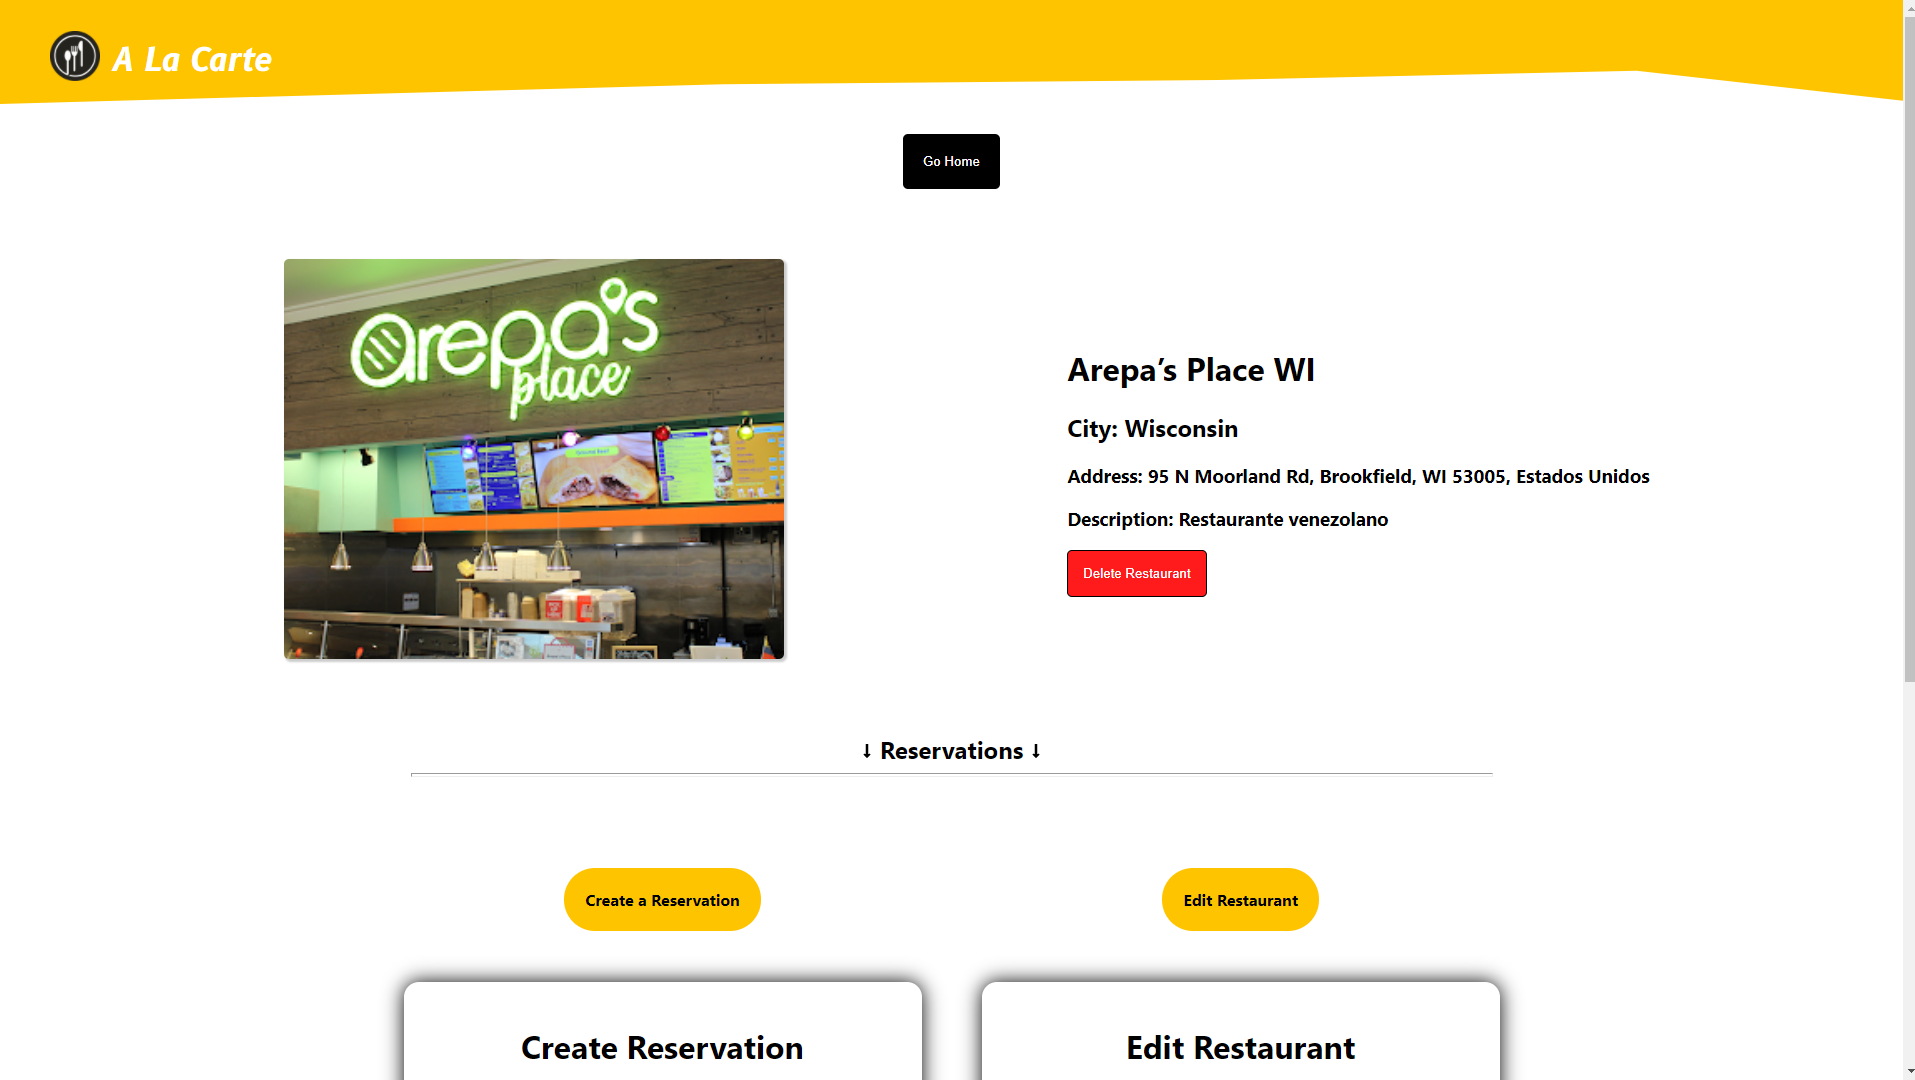 A La Carte
Go Home
arepa's
place
Arepa’s Place WI
City: Wisconsin
Address: 95 N Moorland Rd, Brookfield, WI 53005, Estados Unidos
Description: Restaurante venezolano
Delete Restaurant
⭣ Reservations ⭣
Create a Reservation
Edit Restaurant
Create Reservation
Edit Restaurant